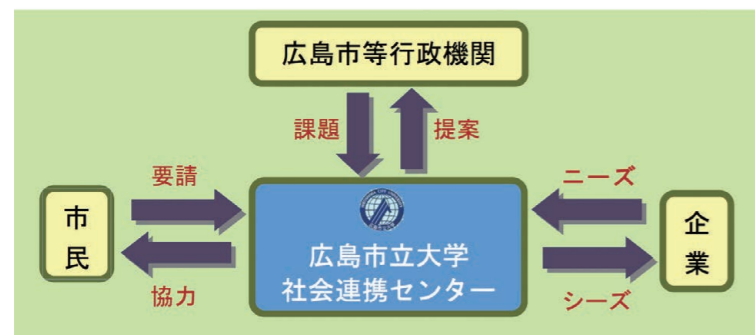 広島市等行政機関
課題
提案
要請
ニーズ
市民
広島市立大学
社会連携センター
企業
協力
シーズ